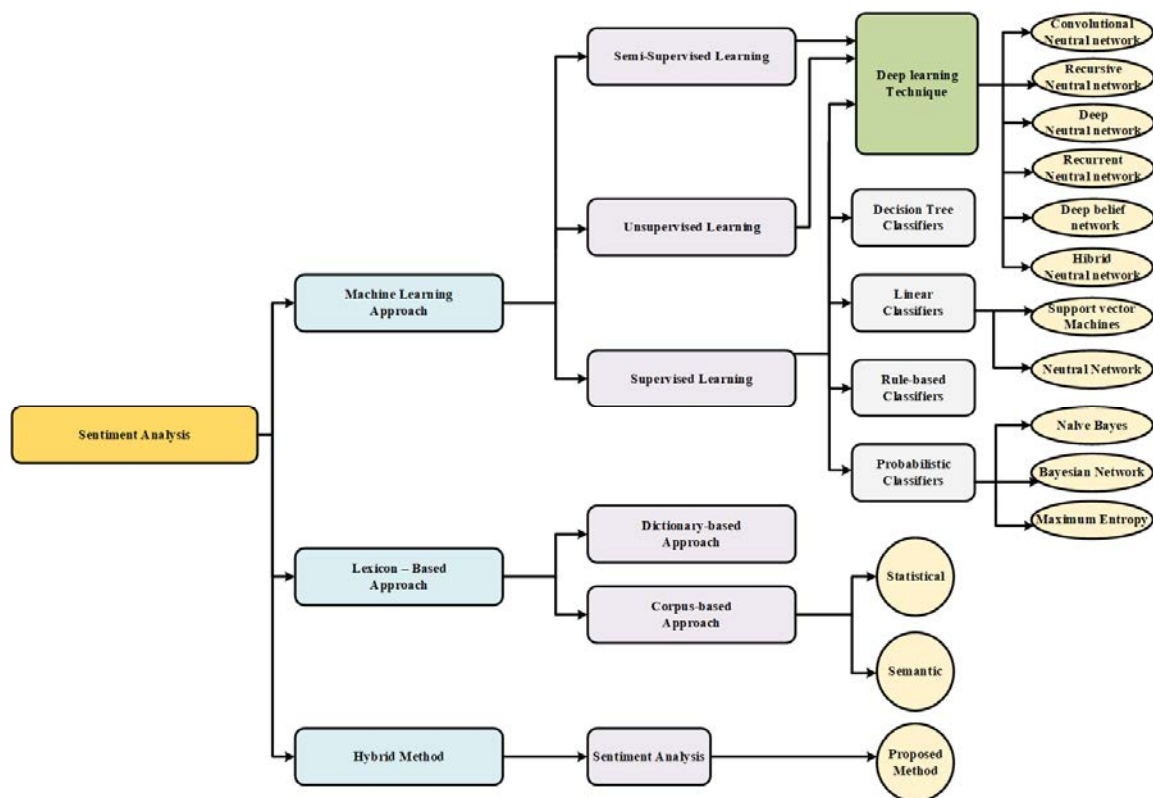 Semi-Supervised Learning
Deep learning
Technique
Convolutional
Neutral network
Recursive
Neutral network
Deep
Neutral network
Recurrent
Neutral network
Deep belief
network
Hibrid
Neutral network
Unsupervised Learning
Decision Tree
Classifiers
Machine Learning
Approach
Linear
Classifiers
Support vector
Machines
Neutral Network
Supervised Learning
Rule-based
Classifiers
Sentiment Analysis
Probabilistic
Classifiers
Nalve Bayes
Bayesian Network
Maximum Entropy
Lexicon – Based
Approach
Dictionary-based
Approach
Corpus-based
Approach
Statistical
Semantic
Hybrid Method
Sentiment Analysis
Proposed
Method